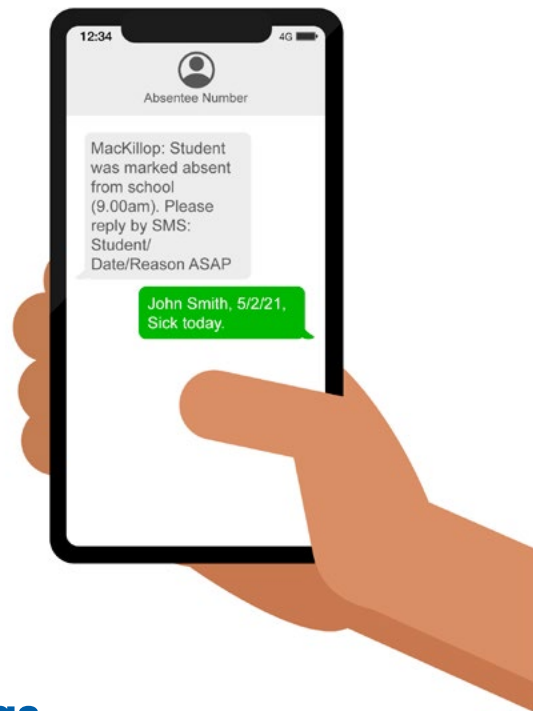 12:34
4G
Absentee Number
MacKillop: Student
was marked absent
from school
(9.00am). Please
reply by SMS:
Student/
Date/Reason ASAP
John Smith, 5/2/21,
Sick today.